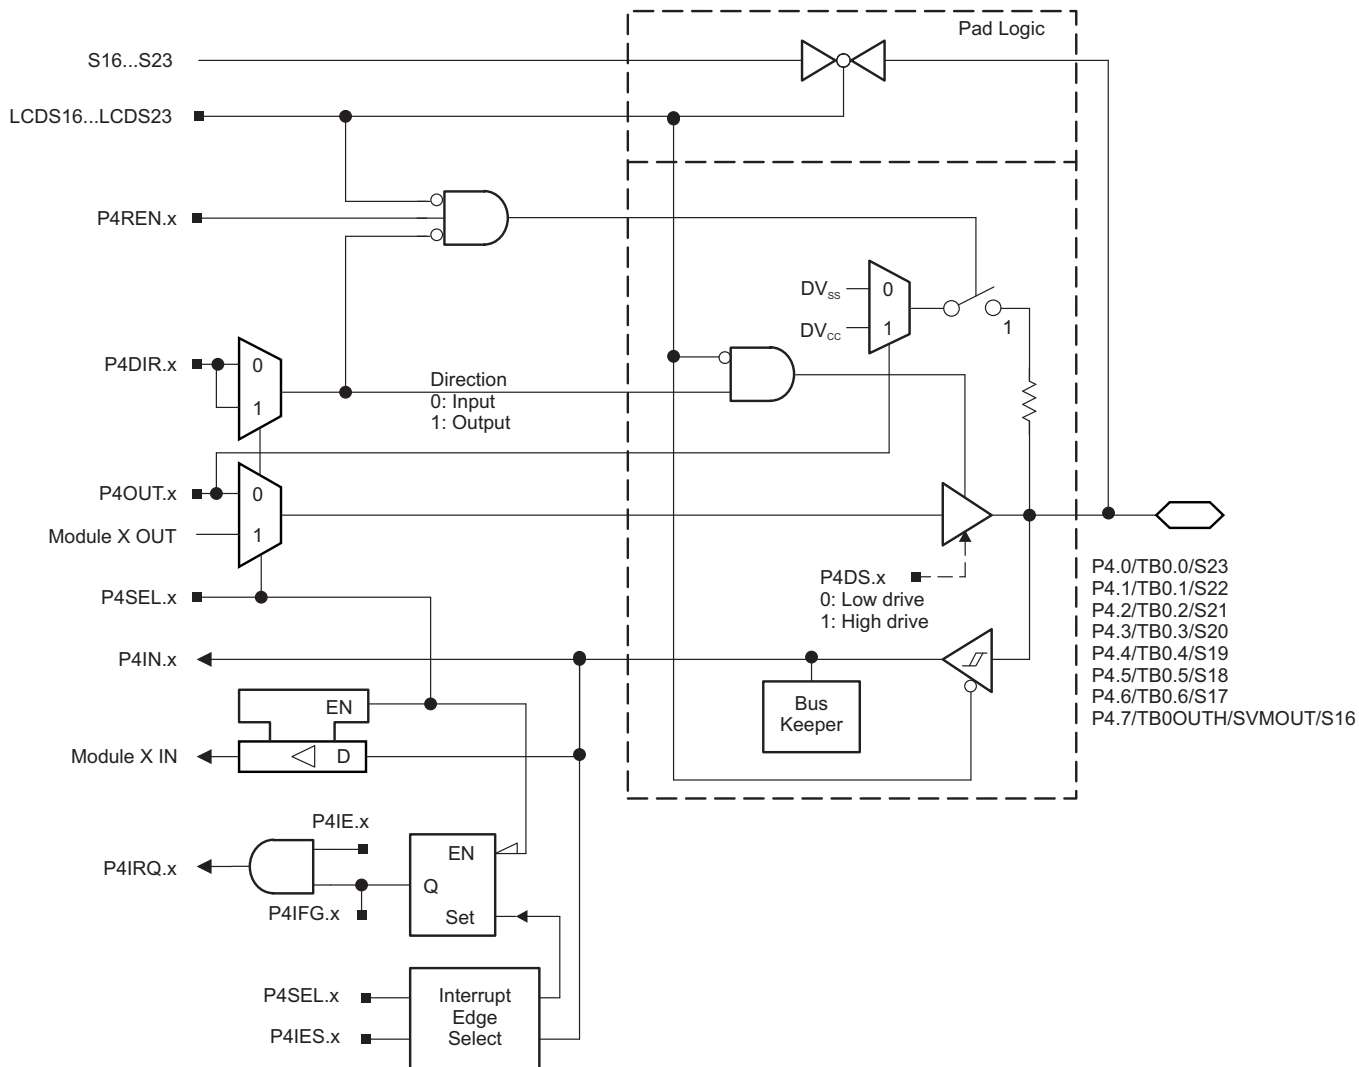 Pad Logic
S16...S23
LCDS16...LCDS23
P4REN.x
DVSS
0
DVCC
1
1
P4DIR.x
0
1
Direction
0: Input
1: Output
P4OUT.x
0
Module X OUT
1
P4DS.x
0: Low drive
1: High drive
P4.0/TB0.0/S23
P4.1/TB0.1/S22
P4.2/TB0.2/S21
P4.3/TB0.3/S20
P4.4/TB0.4/S19
P4.5/TB0.5/S18
P4.6/TB0.6/S17
P4.7/TB0OUTH/SVMOUT/S16
P4SEL.x
P4IN.x
Bus
Keeper
EN
Module X IN
D
P4IE.x
EN
P4IRQ.x
Q
P4IFG.x
Set
P4SEL.x
P4IES.x
Interrupt
Edge
Select